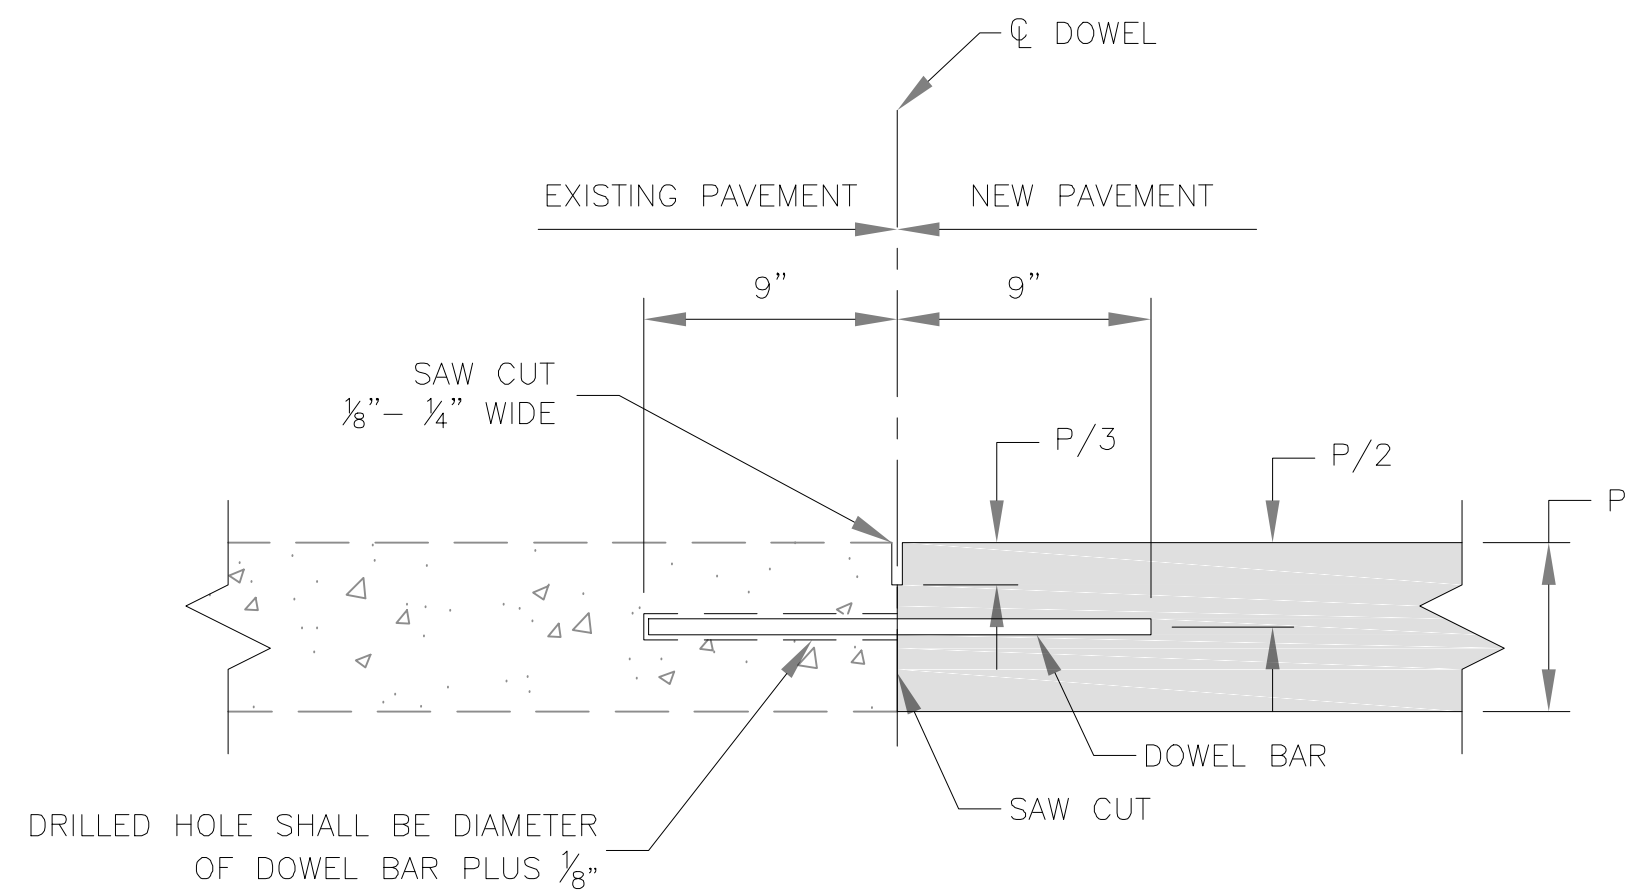 ℄ DOWEL
EXISTING PAVEMENT
NEW PAVEMENT
9”
9”
SAW CUT
⅛”– ¼” WIDE
P/3
P/2
P
DOWEL BAR
SAW CUT
DRILLED HOLE SHALL BE DIAMETER
OF DOWEL BAR PLUS ⅛”